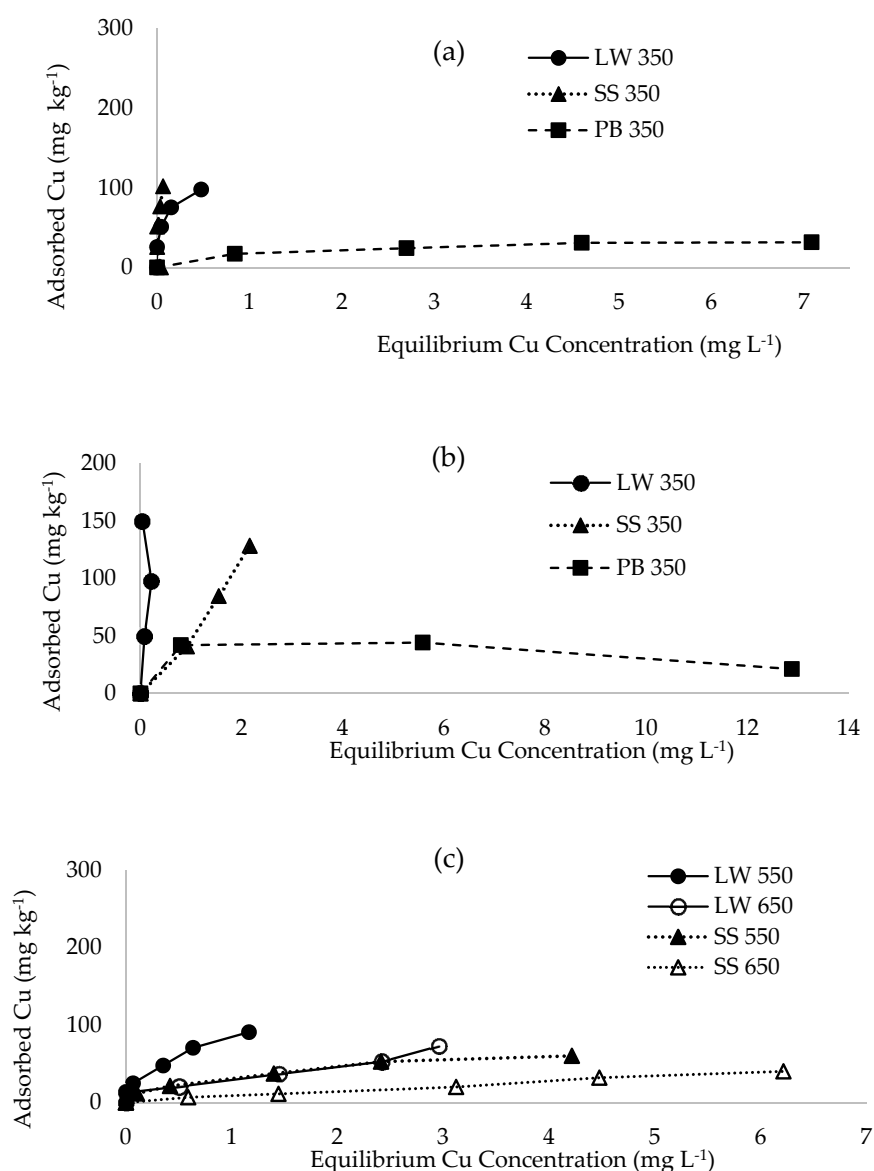 (a)
300
200
100
0
Adsorbed Cu (mg kg⁻¹)
LW 350
SS 350
PB 350
0 1 2 3 4 5 6 7
Equilibrium Cu Concentration (mg L⁻¹)
(b)
200
150
100
50
0
Adsorbed Cu (mg kg⁻¹)
LW 350
SS 350
PB 350
0 2 4 6 8 10 12 14
Equilibrium Cu Concentration (mg L⁻¹)
(c)
300
200
100
0
Adsorbed Cu (mg kg⁻¹)
LW 550
LW 650
SS 550
SS 650
0 1 2 3 4 5 6 7
Equilibrium Cu Concentration (mg L⁻¹)